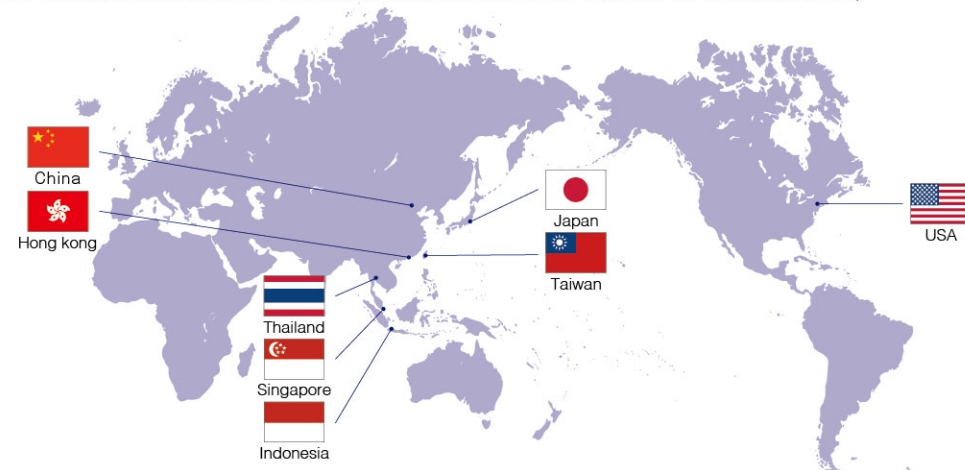 China
Hong kong
Japan
Taiwan
USA
Thailand
Singapore
Indonesia